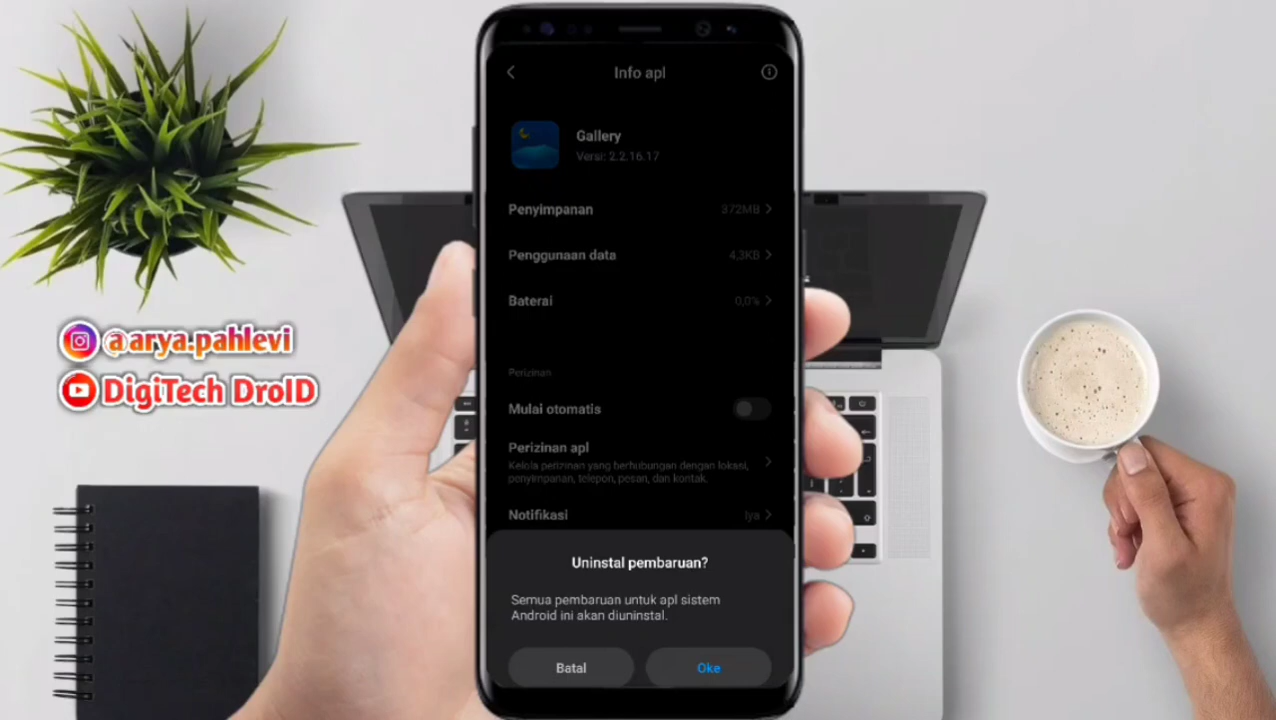 Info apl
Gallery
Versi: 2.2.16.17
Penyimpanan 372MB
Penggunaan data 4,3KB
Baterai 0,0%
@arya.pahlevi
Perizinan
DigiTech DroID
Mulai otomatis
Perizinan apl
Kelola perizinan yang berhubungan dengan lokasi,
penyimpanan, telepon, pesan, dan kontak.
Notifikasi Iya
Uninstal pembaruan?
Semua pembaruan untuk apl sistem
Android ini akan diuninstal.
Batal Oke